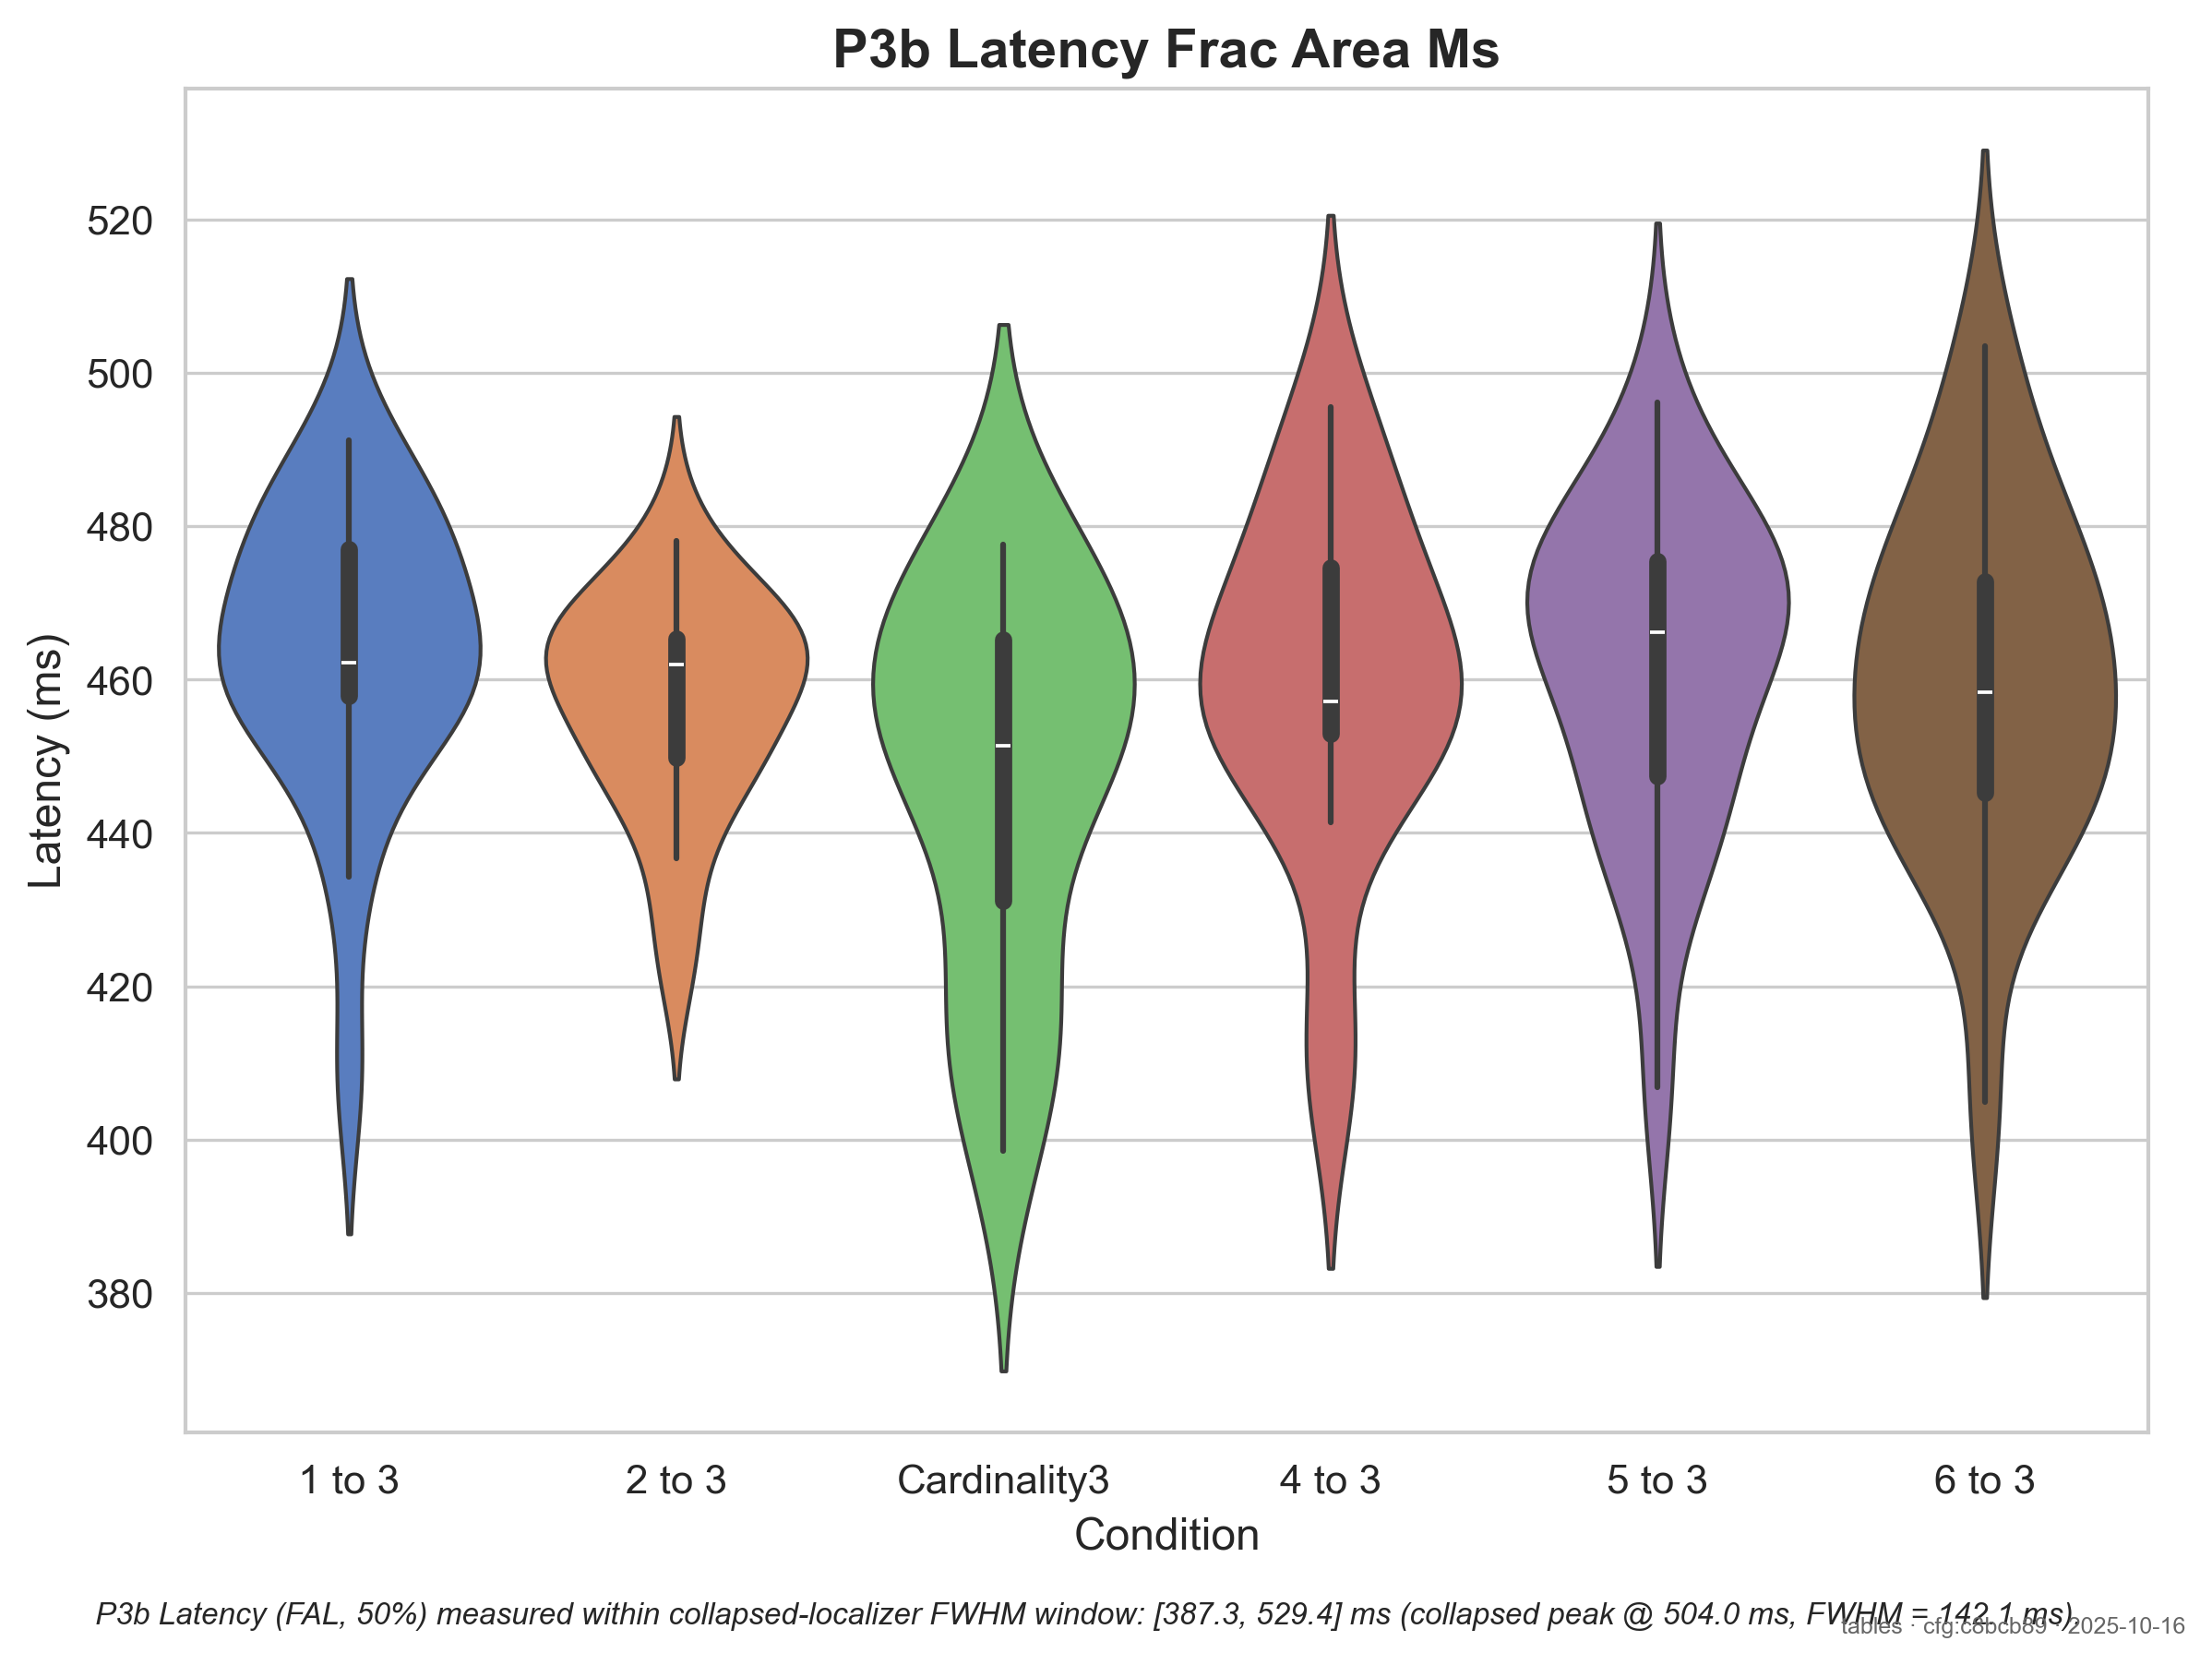 P3b Latency Frac Area Ms
Latency (ms)
520
500
480
460
440
420
400
380
1 to 3
2 to 3
Cardinality3
4 to 3
5 to 3
6 to 3
Condition
P3b Latency (FAL, 50%) measured within collapsed-localizer FWHM window: [387.3, 529.4] ms (collapsed peak @ 504.0 ms, FWHM = 142.1 ms).
tables · cfg:c8bcb89 · 2025-10-16